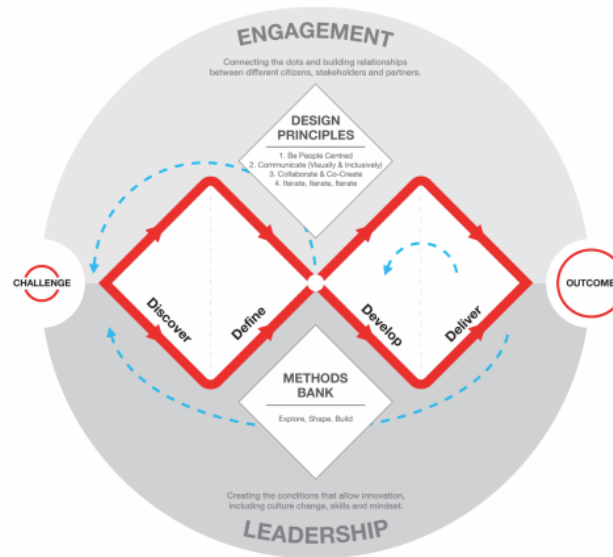 ENGAGEMENT
Connecting the dots and building relationships
between different citizens, stakeholders and partners.
DESIGN
PRINCIPLES
1. Be People Centred
2. Communicate (Visually & Inclusively)
3. Collaborate & Co-Create
4. Iterate, Iterate, Iterate
CHALLENGE
OUTCOME
Discover
Define
Develop
Deliver
METHODS
BANK
Explore, Shape, Build
Creating the conditions that allow innovation,
including culture change, skills and mindset.
LEADERSHIP